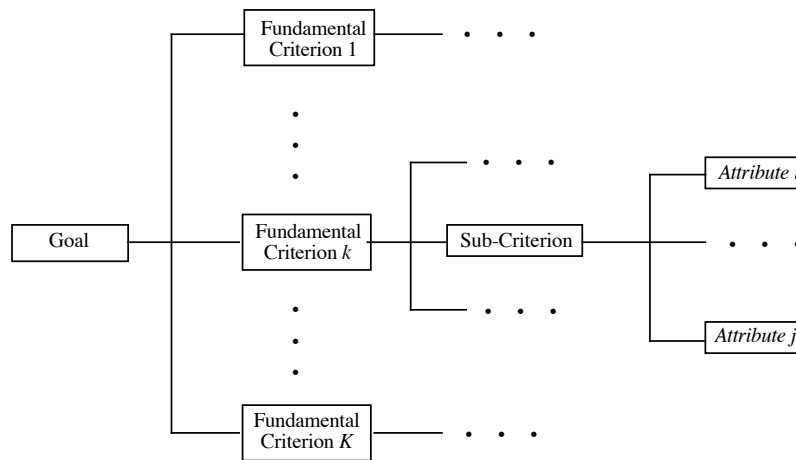 Fundamental
Criterion 1
Goal
Fundamental
Criterion k
Sub-Criterion
Attribute
Attribute j
Fundamental
Criterion K